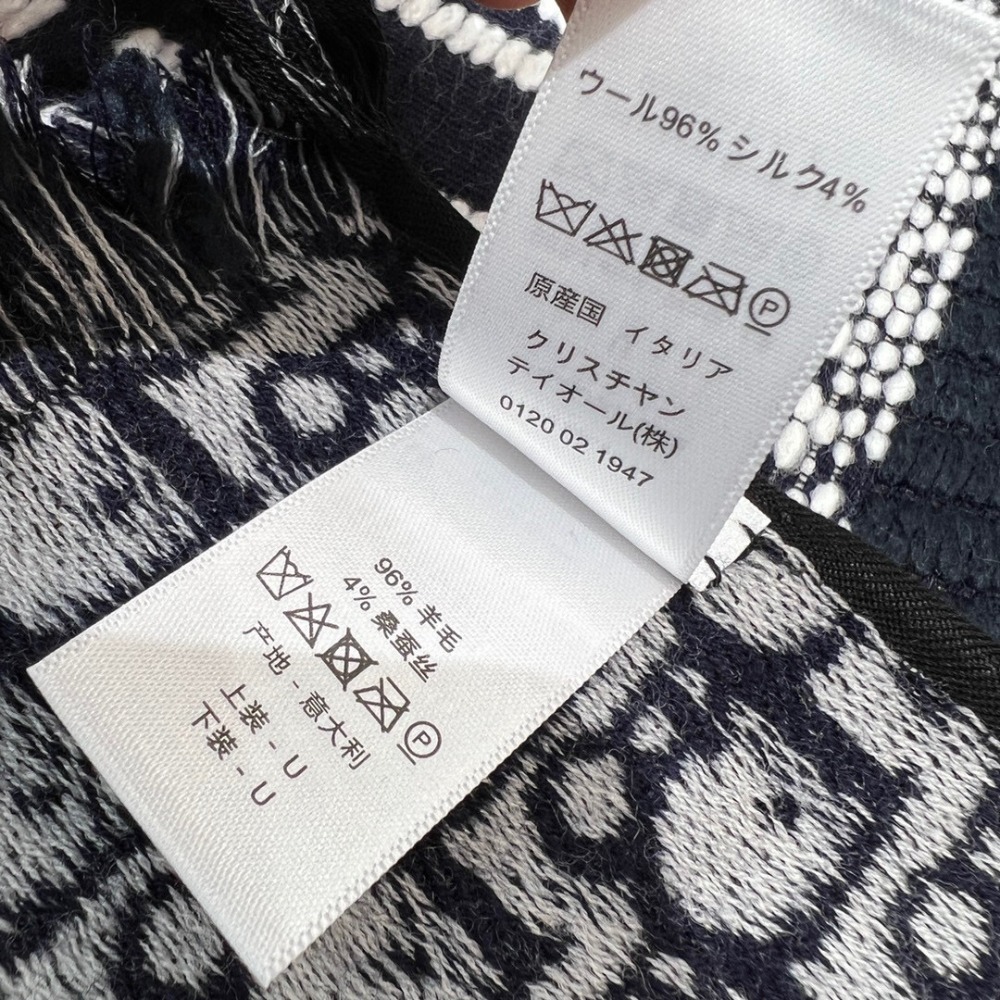 ウール96% シルク4%
P
原産国 イタリア
クリスチャン
ディオール(株)
0120 02 1947
96% 羊毛
4% 桑蚕丝
P
产地 - 意大利
上装 - U
下装 - U